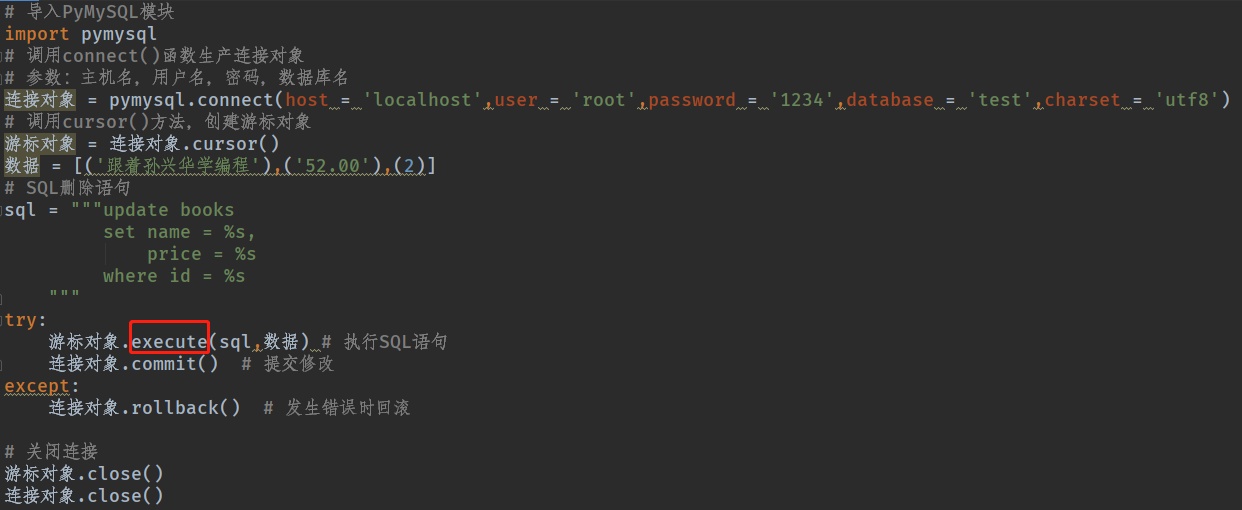 # 导入PyMySQL模块
import pymysql
# 调用connect()函数生产连接对象
# 参数：主机名，用户名，密码，数据库名
连接对象 = pymysql.connect(host = 'localhost',user = 'root',password = '1234',database = 'test',charset = 'utf8')
# 调用cursor()方法，创建游标对象
游标对象 = 连接对象.cursor()
数据 = [('跟着孙兴华学编程'),('52.00'),(2)]
# SQL删除语句
sql = """update books
         set name = %s,
             price = %s
         where id = %s
    """
try:
    游标对象.execute(sql,数据) # 执行SQL语句
    连接对象.commit()  # 提交修改
except:
    连接对象.rollback()  # 发生错误时回滚
# 关闭连接
游标对象.close()
连接对象.close()